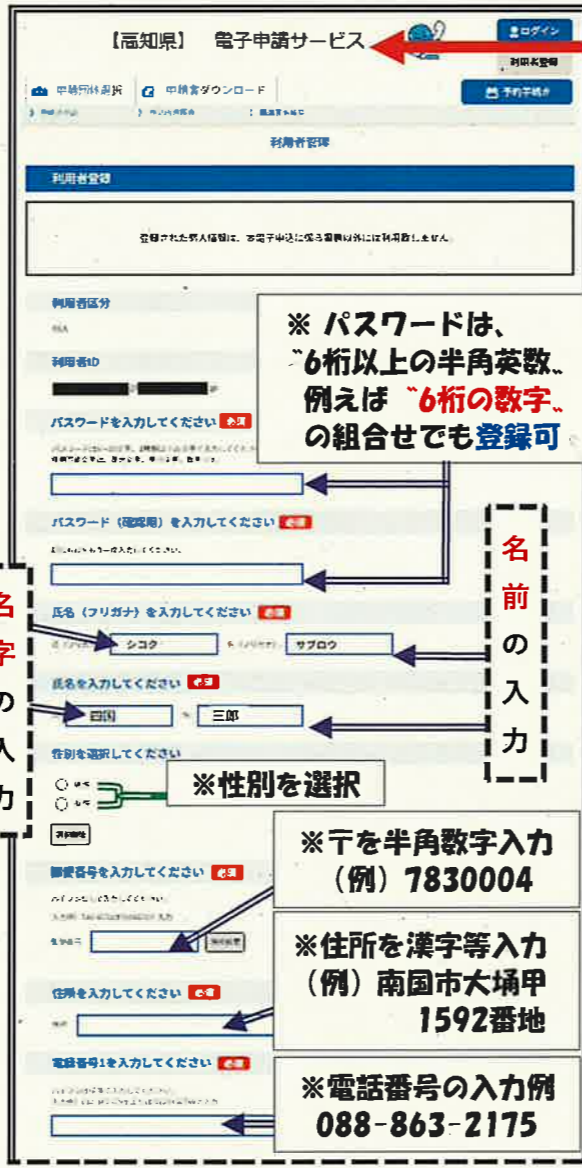 【高知県】 電子申請サービス
ログイン
利用者登録
申請団体選択
申請書ダウンロード
予約手続き
利用者管理
利用者登録
登録された個人情報は、本電子申込に係る業務以外には利用致しません
利用者区分
個人
利用者ID
※ パスワードは、
〝6桁以上の半角英数〟
例えば〝6桁の数字〟
の組合せでも登録可
パスワードを入力してください 必須
パスワード（確認用）を入力してください 必須
名前の入力
名字の入力
氏名（フリガナ）を入力してください 必須
シコク
サブロウ
氏名を入力してください 必須
四国
三郎
性別を選択してください
※性別を選択
選択解除
※〒を半角数字入力
（例）7830004
郵便番号を入力してください 必須
※住所を漢字等入力
（例）南国市大埇甲
1592番地
住所を入力してください 必須
電話番号1を入力してください 必須
※電話番号の入力例
088-863-2175